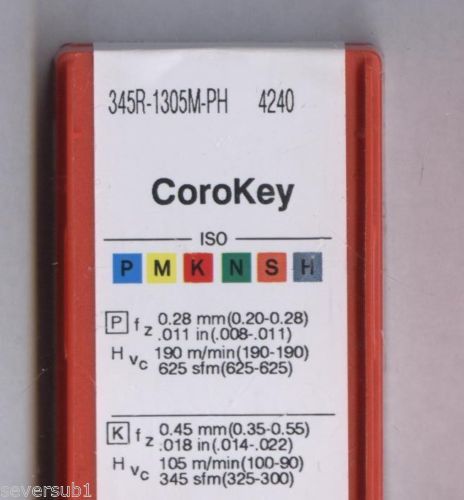 345R-1305M-PH 4240
CoroKey
ISO
P M K N S H
P fz 0.28 mm(0.20-0.28)
.011 in(.008-.011)
H vc 190 m/min(190-190)
625 sfm(625-625)
K fz 0.45 mm(0.35-0.55)
.018 in(.014-.022)
H vc 105 m/min(100-90)
345 sfm(325-300)
seversub1